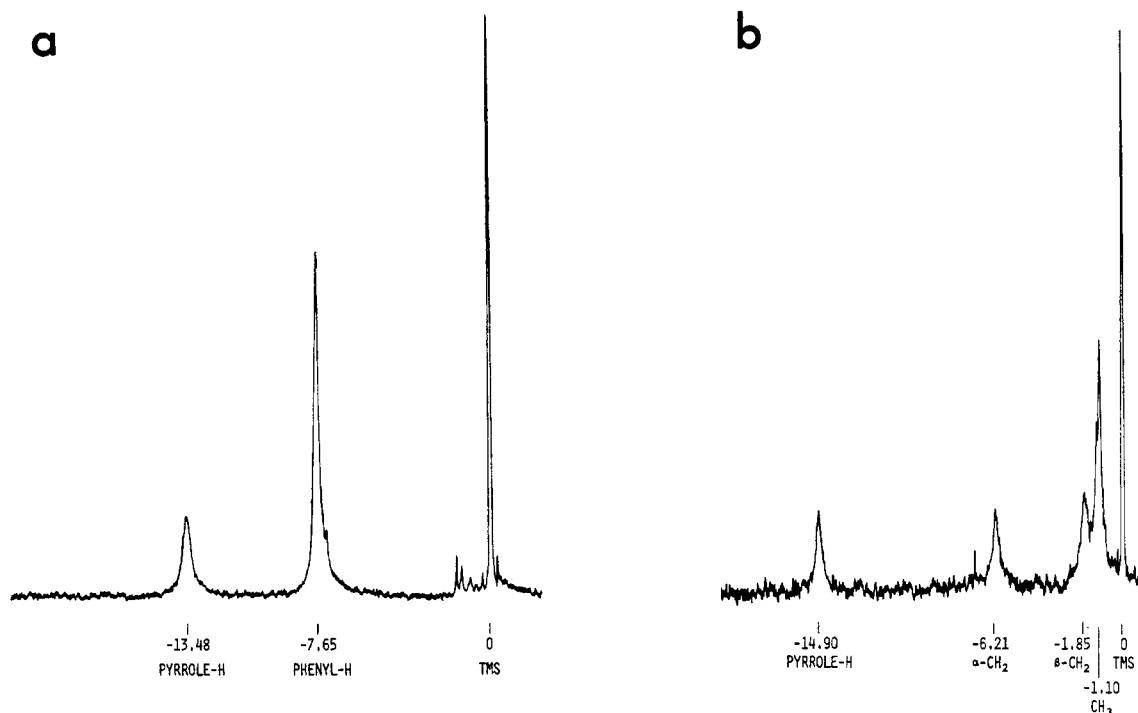 a
b
-13.48
PYRROLE-H
-7.65
PHENYL-H
0
TMS
-14.90
PYRROLE-H
-6.21
α-CH₂
-1.85
β-CH₂
0
TMS
-1.10
CH₃